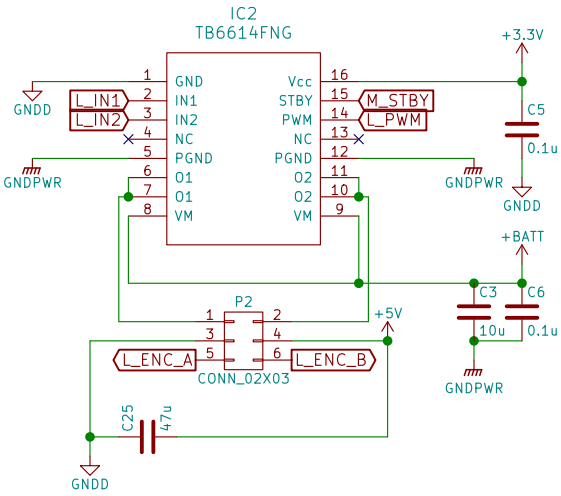 IC2
TB6614FNG
+3.3V
1 GND Vcc 16
GNDD
L_IN1 2 IN1 STBY 15 M_STBY
L_IN2 3 IN2 PWM 14 L_PWM
4 NC NC 13
C5
0.1u
5 PGND PGND 12
GNDPWR
GNDPWR
6 O1 O2 11
7 O1 O2 10
GNDD
8 VM VM 9
+BATT
C3
C6
10u
0.1u
P2
+5V
1 2
3 4
L_ENC_A 5 6 L_ENC_B
CONN_02X03
GNDPWR
C25
47u
GNDD